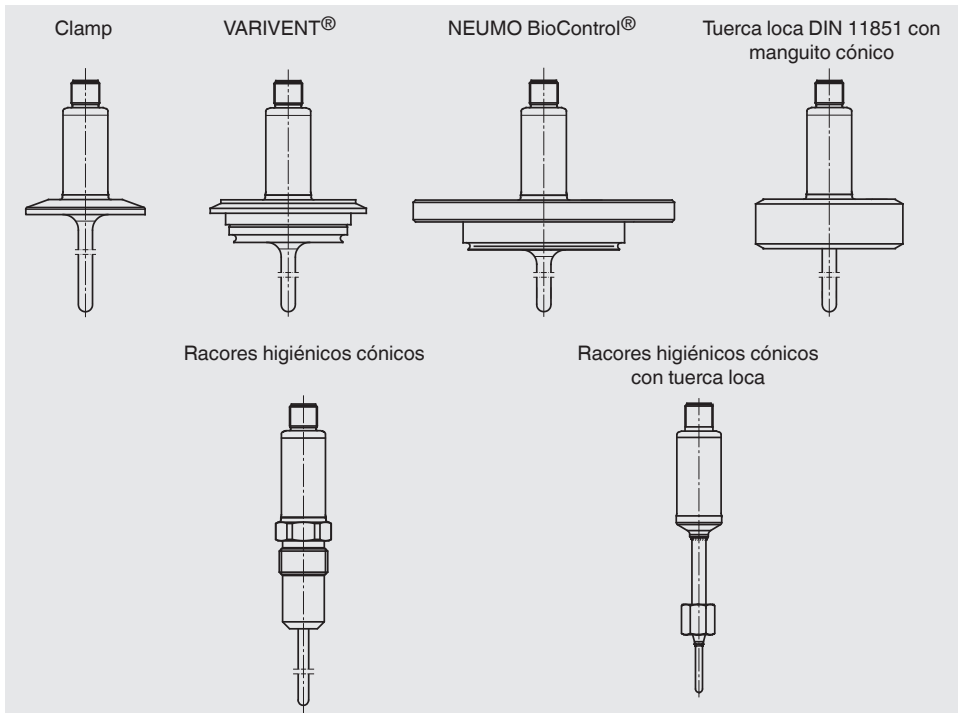 Clamp
VARIVENT®
NEUMO BioControl®
Tuerca loca DIN 11851 con
manguito cónico
Racores higiénicos cónicos
Racores higiénicos cónicos
con tuerca loca